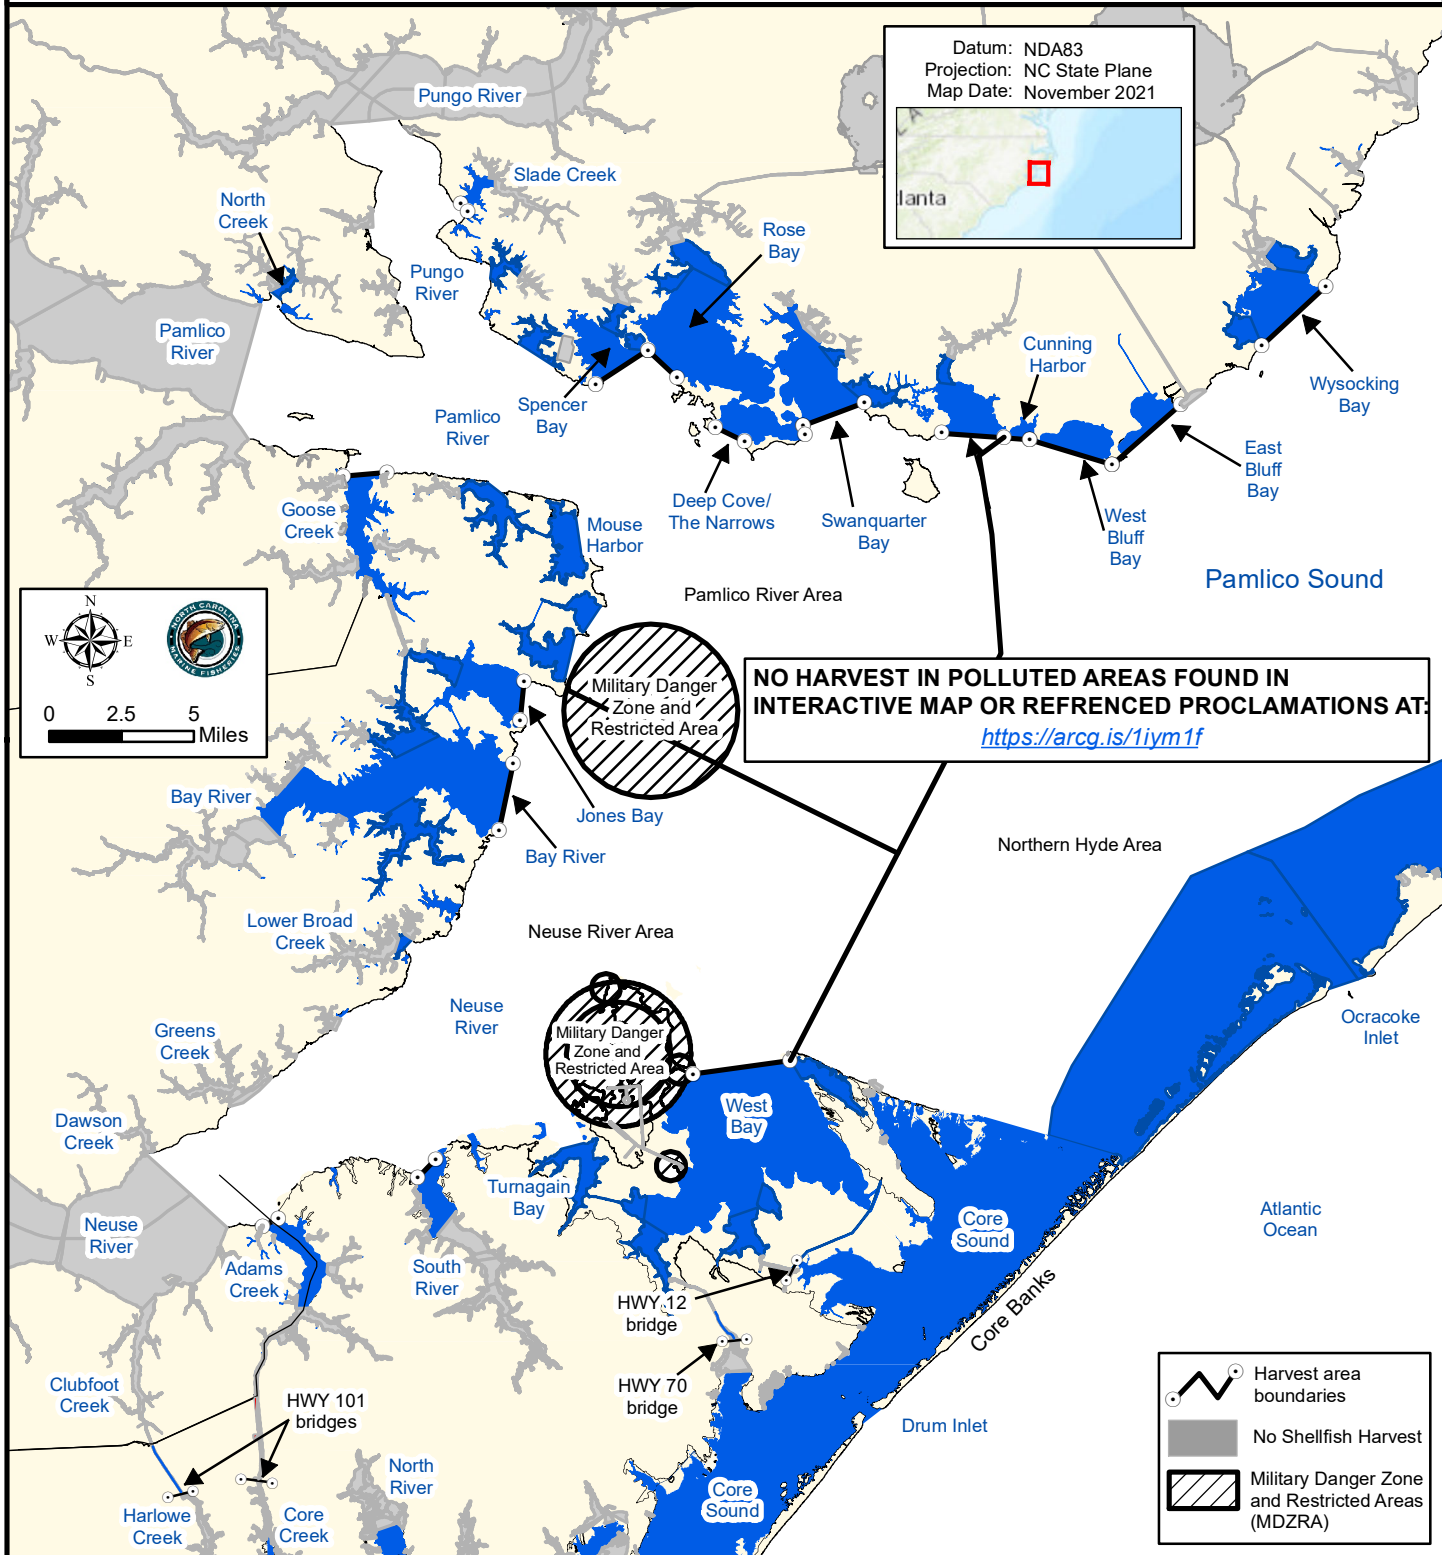 Datum: NDA83
Projection: NC State Plane
Map Date: November 2021
lanta
Pungo River
Slade Creek
North
Creek
Rose
Bay
Pungo
River
Pamlico
River
Cunning
Harbor
Wysocking
Bay
Spencer
Bay
Pamlico
River
East
Bluff
Bay
Deep Cove/
The Narrows
Swanquarter
Bay
West
Bluff
Bay
Goose
Creek
Mouse
Harbor
Pamlico Sound
Pamlico River Area
N
W E
S
NORTH CAROLINA
MARINE FISHERIES
0 2.5 5
Miles
Military Danger
Zone and
Restricted Area
NO HARVEST IN POLLUTED AREAS FOUND IN
INTERACTIVE MAP OR REFRENCED PROCLAMATIONS AT:
https://arcg.is/1iym1f
Bay River
Jones Bay
Bay River
Northern Hyde Area
Lower Broad
Creek
Neuse River Area
Neuse
River
Ocracoke
Inlet
Greens
Creek
Military Danger
Zone and
Restricted Area
West
Bay
Dawson
Creek
Turnagain
Bay
Neuse
River
Core
Sound
Atlantic
Ocean
Adams
Creek
South
River
HWY 12
bridge
Core Banks
HWY 70
bridge
Clubfoot
Creek
HWY 101
bridges
Drum Inlet
North
River
Harlowe
Creek
Core
Creek
Core
Sound
Harvest area
boundaries
No Shellfish Harvest
Military Danger Zone
and Restricted Areas
(MDZRA)